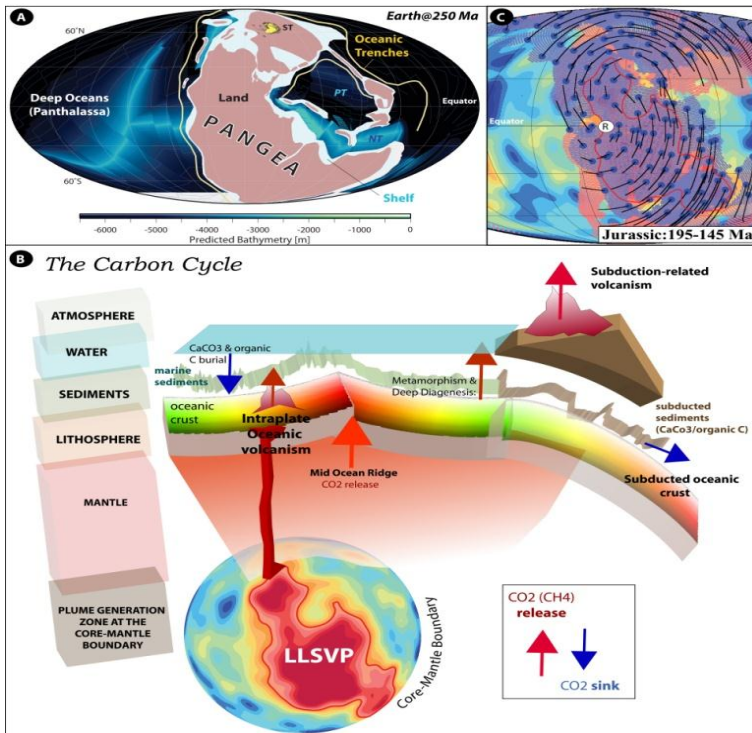 A
Earth@250 Ma
60°N
ST
Oceanic
Trenches
Deep Oceans
(Panthalassa)
Land
PT
Equator
PANGEA
NT
60°S
Shelf
-6000 -5000 -4000 -3000 -2000 -1000 0
Predicted Bathymetry [m]
C
Equator
R
Jurassic:195-145 Ma
B
The Carbon Cycle
ATMOSPHERE
WATER
SEDIMENTS
LITHOSPHERE
MANTLE
PLUME GENERATION
ZONE AT THE
CORE-MANTLE
BOUNDARY
CaCO3 & organic
C burial
marine
sediments
oceanic
crust
Intraplate
Oceanic
volcanism
Mid Ocean Ridge
CO2 release
Metamorphism &
Deep Diagenesis:
Subduction-related
volcanism
subducted
sediments
(CaCo3/organic C)
Subducted oceanic
crust
LLSVP
Core-Mantle Boundary
CO2 (CH4)
release
CO2 sink